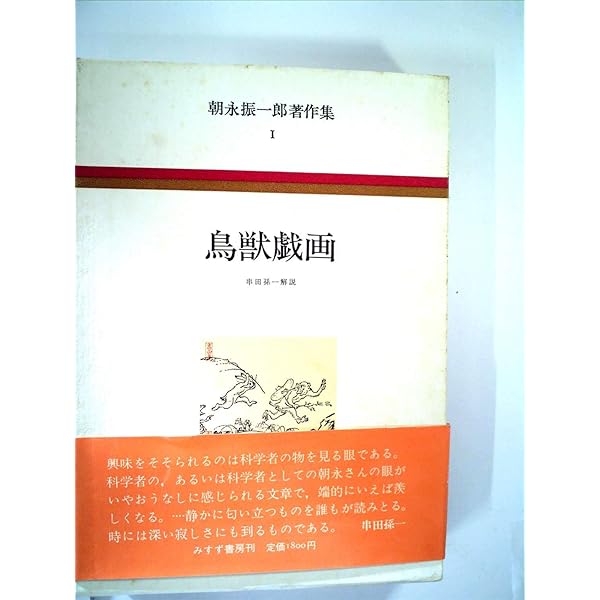 朝永振一郎著作集
I
鳥獣戯画
串田孫一解説
興味をそそられるのは科学者の物を見る眼である。
科学者の，あるいは科学者としての朝永さんの眼が
いやおうなしに感じられる文章で，端的にいえば羨
しくなる。…静かに匂い立つものを誰もが読みとる。
時には深い寂しさにも到るものである。 串田孫一
みすず書房刊 定価1800円